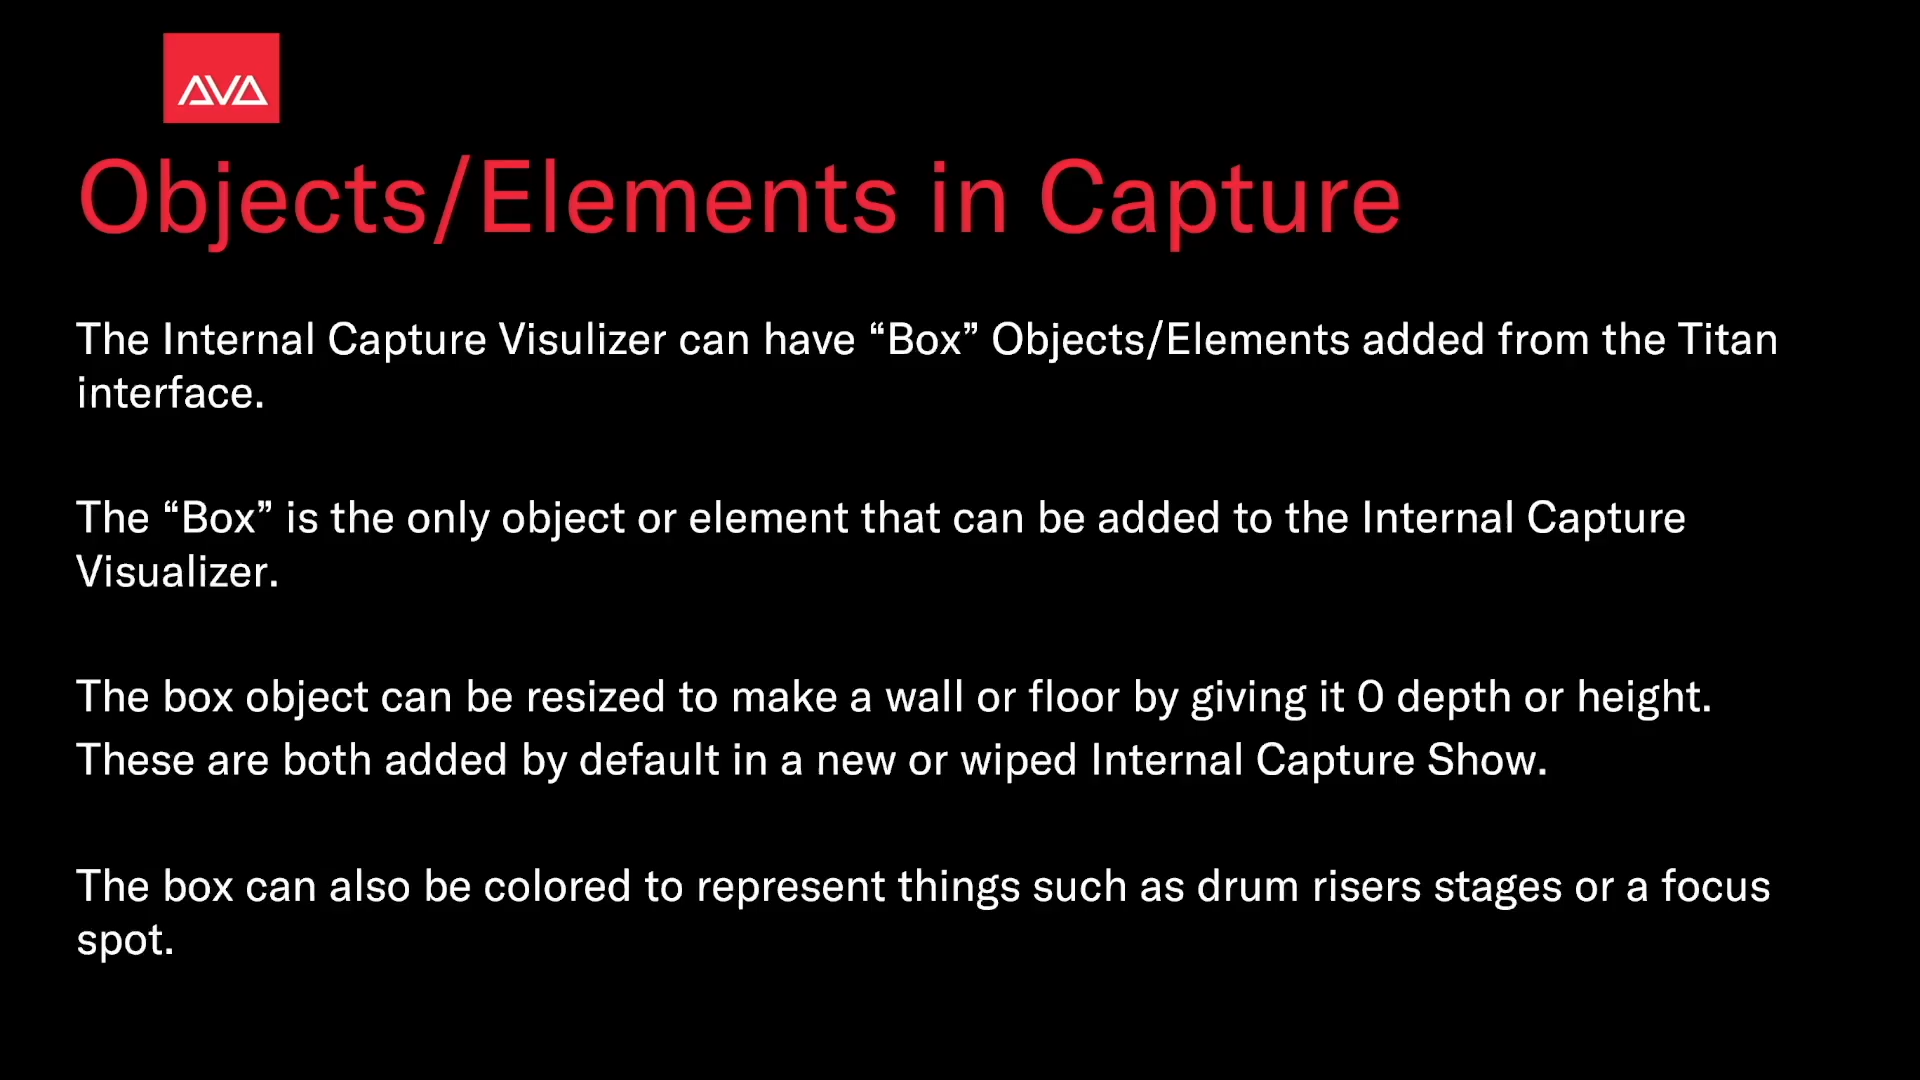 AVA
Objects/Elements in Capture
The Internal Capture Visulizer can have “Box” Objects/Elements added from the Titan
interface.
The “Box” is the only object or element that can be added to the Internal Capture
Visualizer.
The box object can be resized to make a wall or floor by giving it 0 depth or height.
These are both added by default in a new or wiped Internal Capture Show.
The box can also be colored to represent things such as drum risers stages or a focus
spot.